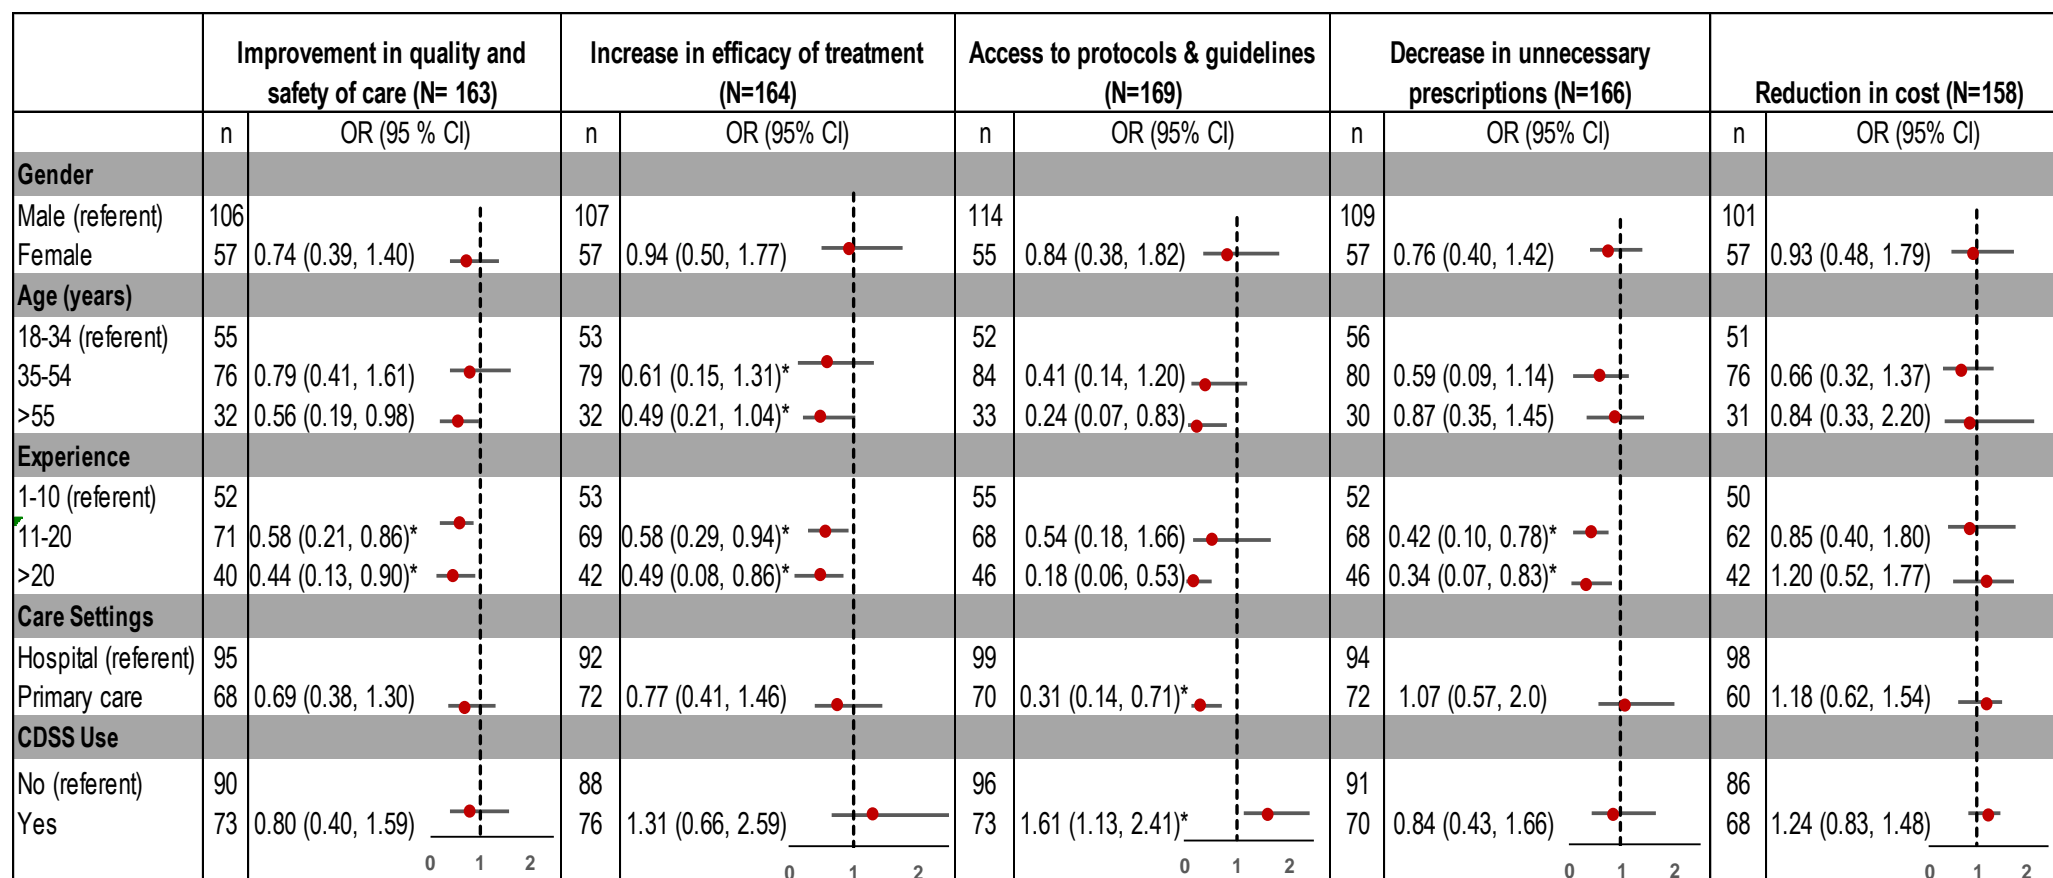 Improvement in quality and safety of care (N= 163) Increase in efficacy of treatment (N=164) Access to protocols & guidelines (N=169) Decrease in unnecessary prescriptions (N=166) Reduction in cost (N=158)
n OR (95 % CI) n OR (95% CI) n OR (95% CI) n OR (95% CI) n OR (95% CI)
Gender
Male (referent) 106 107 114 109 101
Female 57 0.74 (0.39, 1.40) 57 0.94 (0.50, 1.77) 55 0.84 (0.38, 1.82) 57 0.76 (0.40, 1.42) 57 0.93 (0.48, 1.79)
Age (years)
18-34 (referent) 55 53 52 56 51
35-54 76 0.79 (0.41, 1.61) 79 0.61 (0.15, 1.31)* 84 0.41 (0.14, 1.20) 80 0.59 (0.09, 1.14) 76 0.66 (0.32, 1.37)
>55 32 0.56 (0.19, 0.98) 32 0.49 (0.21, 1.04)* 33 0.24 (0.07, 0.83) 30 0.87 (0.35, 1.45) 31 0.84 (0.33, 2.20)
Experience
1-10 (referent) 52 53 55 52 50
11-20 71 0.58 (0.21, 0.86)* 69 0.58 (0.29, 0.94)* 68 0.54 (0.18, 1.66) 68 0.42 (0.10, 0.78)* 62 0.85 (0.40, 1.80)
>20 40 0.44 (0.13, 0.90)* 42 0.49 (0.08, 0.86)* 46 0.18 (0.06, 0.53) 46 0.34 (0.07, 0.83)* 42 1.20 (0.52, 1.77)
Care Settings
Hospital (referent) 95 92 99 94 98
Primary care 68 0.69 (0.38, 1.30) 72 0.77 (0.41, 1.46) 70 0.31 (0.14, 0.71)* 72 1.07 (0.57, 2.0) 60 1.18 (0.62, 1.54)
CDSS Use
No (referent) 90 88 96 91 86
Yes 73 0.80 (0.40, 1.59) 76 1.31 (0.66, 2.59) 73 1.61 (1.13, 2.41)* 70 0.84 (0.43, 1.66) 68 1.24 (0.83, 1.48)
0 1 2 0 1 2 0 1 2 0 1 2 0 1 2